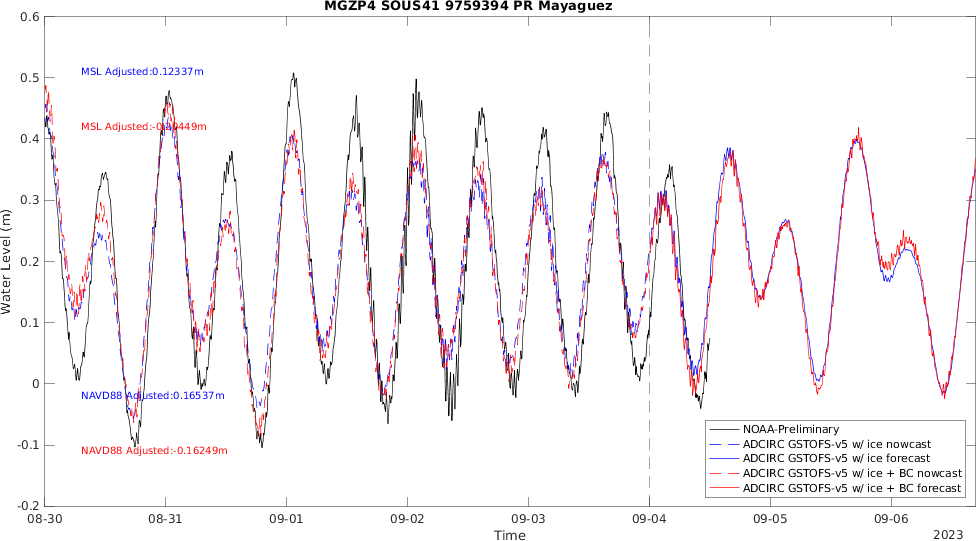 MGZP4 SOUS41 9759394 PR Mayaguez
0.6
0.5
0.4
0.3
0.2
0.1
0
-0.1
-0.2
Water Level (m)
MSL Adjusted:0.12337m
NAVD88 Adjusted:0.16537m
NAVD88 Adjusted:-0.16249m
NOAA-Preliminary
ADCIRC GSTOFS-v5 w/ ice nowcast
ADCIRC GSTOFS-v5 w/ ice forecast
ADCIRC GSTOFS-v5 w/ ice + BC nowcast
ADCIRC GSTOFS-v5 w/ ice + BC forecast
08-30 08-31 09-01 09-02 09-03 09-04 09-05 09-06
Time
2023